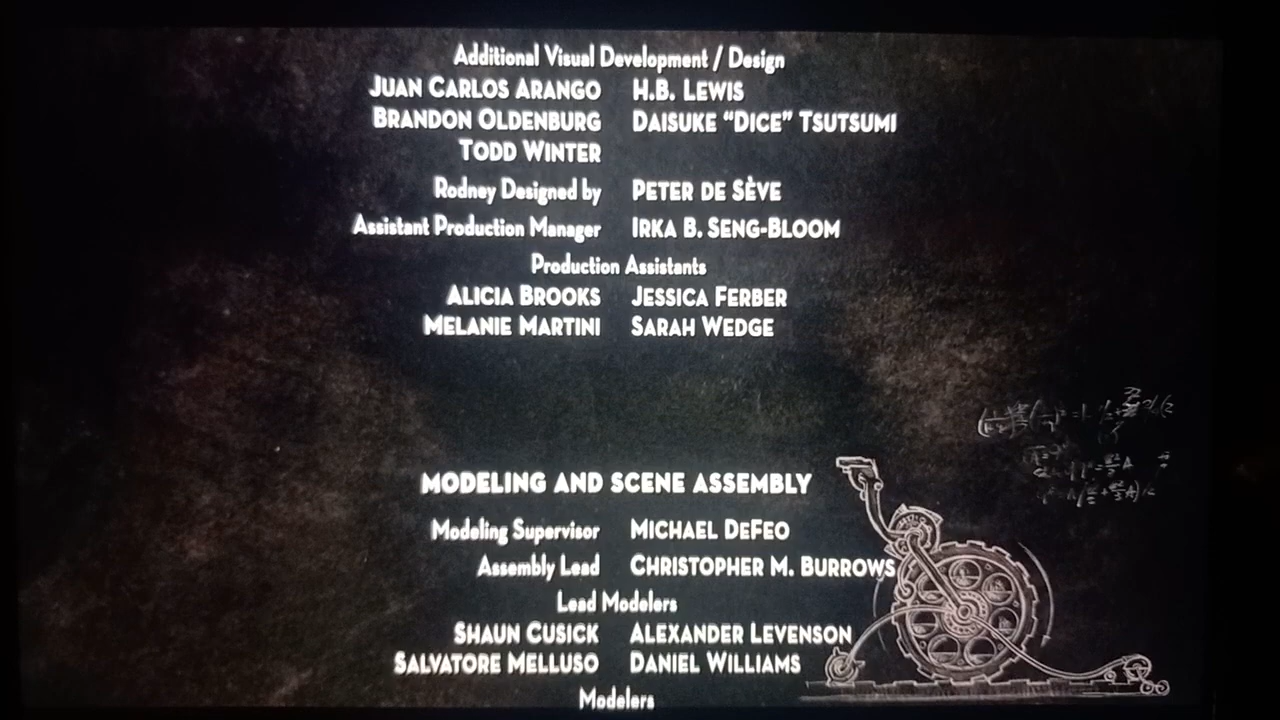 Additional Visual Development / Design
JUAN CARLOS ARANGO H.B. LEWIS
BRANDON OLDENBURG DAISUKE “DICE” TSUTSUMI
TODD WINTER
Rodney Designed by PETER DE SÈVE
Assistant Production Manager IRKA B. SENG-BLOOM
Production Assistants
ALICIA BROOKS JESSICA FERBER
MELANIE MARTINI SARAH WEDGE
MODELING AND SCENE ASSEMBLY
Modeling Supervisor MICHAEL DEFEO
Assembly Lead CHRISTOPHER M. BURROWS
Lead Modelers
SHAUN CUSICK ALEXANDER LEVENSON
SALVATORE MELLUSO DANIEL WILLIAMS
Modelers